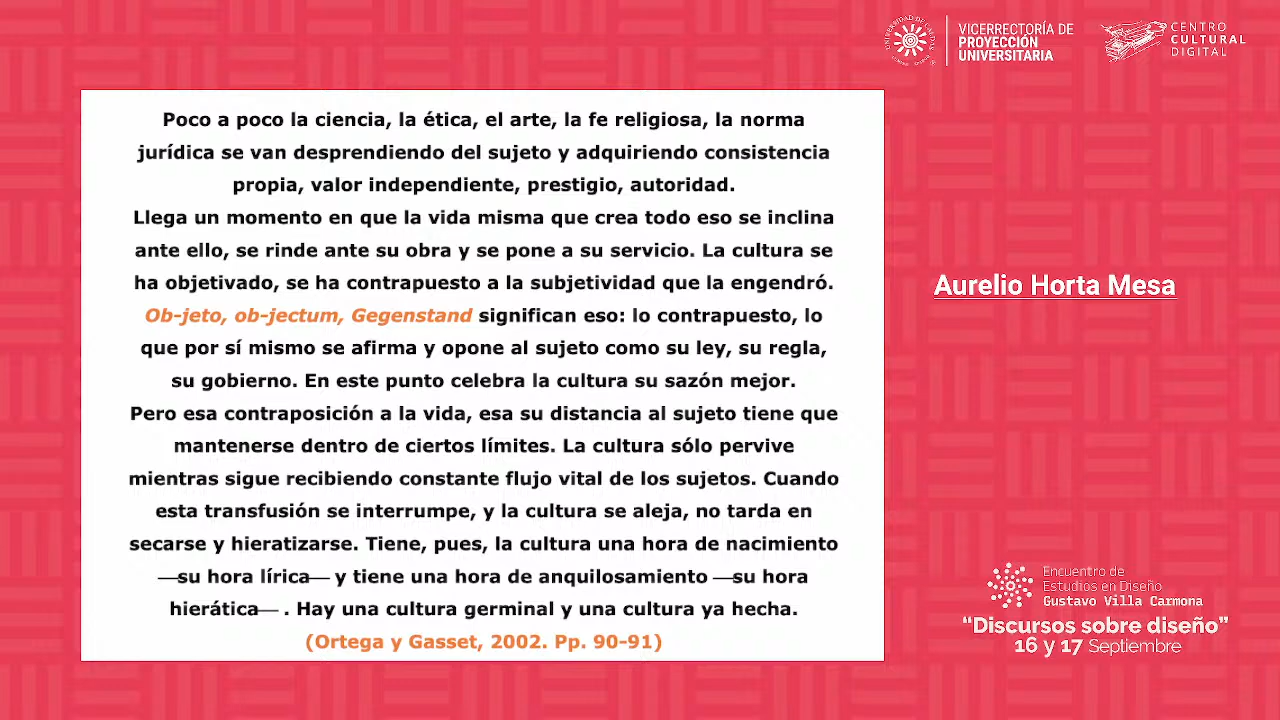 VICERRECTORÍA DE
PROYECCIÓN
UNIVERSITARIA
CENTRO
CULTURAL
DIGITAL
Poco a poco la ciencia, la ética, el arte, la fe religiosa, la norma
jurídica se van desprendiendo del sujeto y adquiriendo consistencia
propia, valor independiente, prestigio, autoridad.
Llega un momento en que la vida misma que crea todo eso se inclina
ante ello, se rinde ante su obra y se pone a su servicio. La cultura se
ha objetivado, se ha contrapuesto a la subjetividad que la engendró.
Ob-jeto, ob-jectum, Gegenstand significan eso: lo contrapuesto, lo
que por sí mismo se afirma y opone al sujeto como su ley, su regla,
su gobierno. En este punto celebra la cultura su sazón mejor.
Pero esa contraposición a la vida, esa su distancia al sujeto tiene que
mantenerse dentro de ciertos límites. La cultura sólo pervive
mientras sigue recibiendo constante flujo vital de los sujetos. Cuando
esta transfusión se interrumpe, y la cultura se aleja, no tarda en
secarse y hieratizarse. Tiene, pues, la cultura una hora de nacimiento
—su hora lírica— y tiene una hora de anquilosamiento —su hora
hierática— . Hay una cultura germinal y una cultura ya hecha.
(Ortega y Gasset, 2002. Pp. 90-91)
Aurelio Horta Mesa
Encuentro de
Estudios en Diseño
Gustavo Villa Carmona
“Discursos sobre diseño”
16 y 17 Septiembre